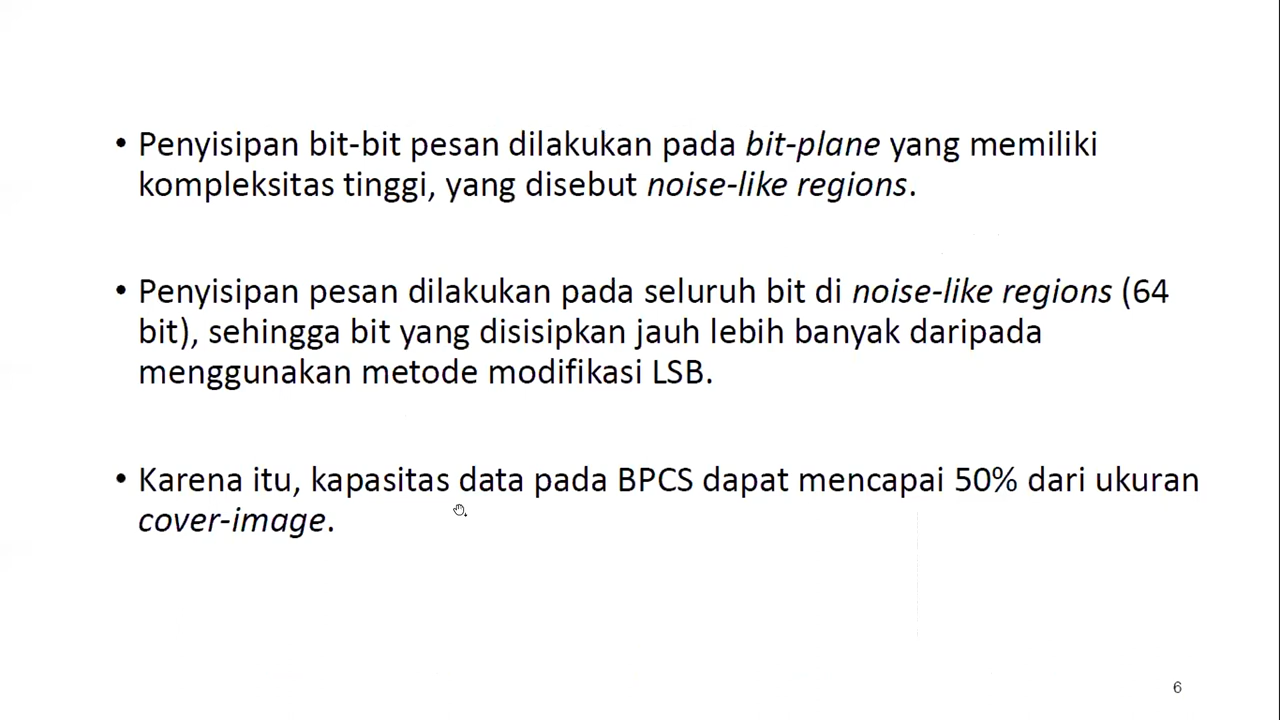 • Penyisipan bit-bit pesan dilakukan pada bit-plane yang memiliki
kompleksitas tinggi, yang disebut noise-like regions.
• Penyisipan pesan dilakukan pada seluruh bit di noise-like regions (64
bit), sehingga bit yang disisipkan jauh lebih banyak daripada
menggunakan metode modifikasi LSB.
• Karena itu, kapasitas data pada BPCS dapat mencapai 50% dari ukuran
cover-image.
6